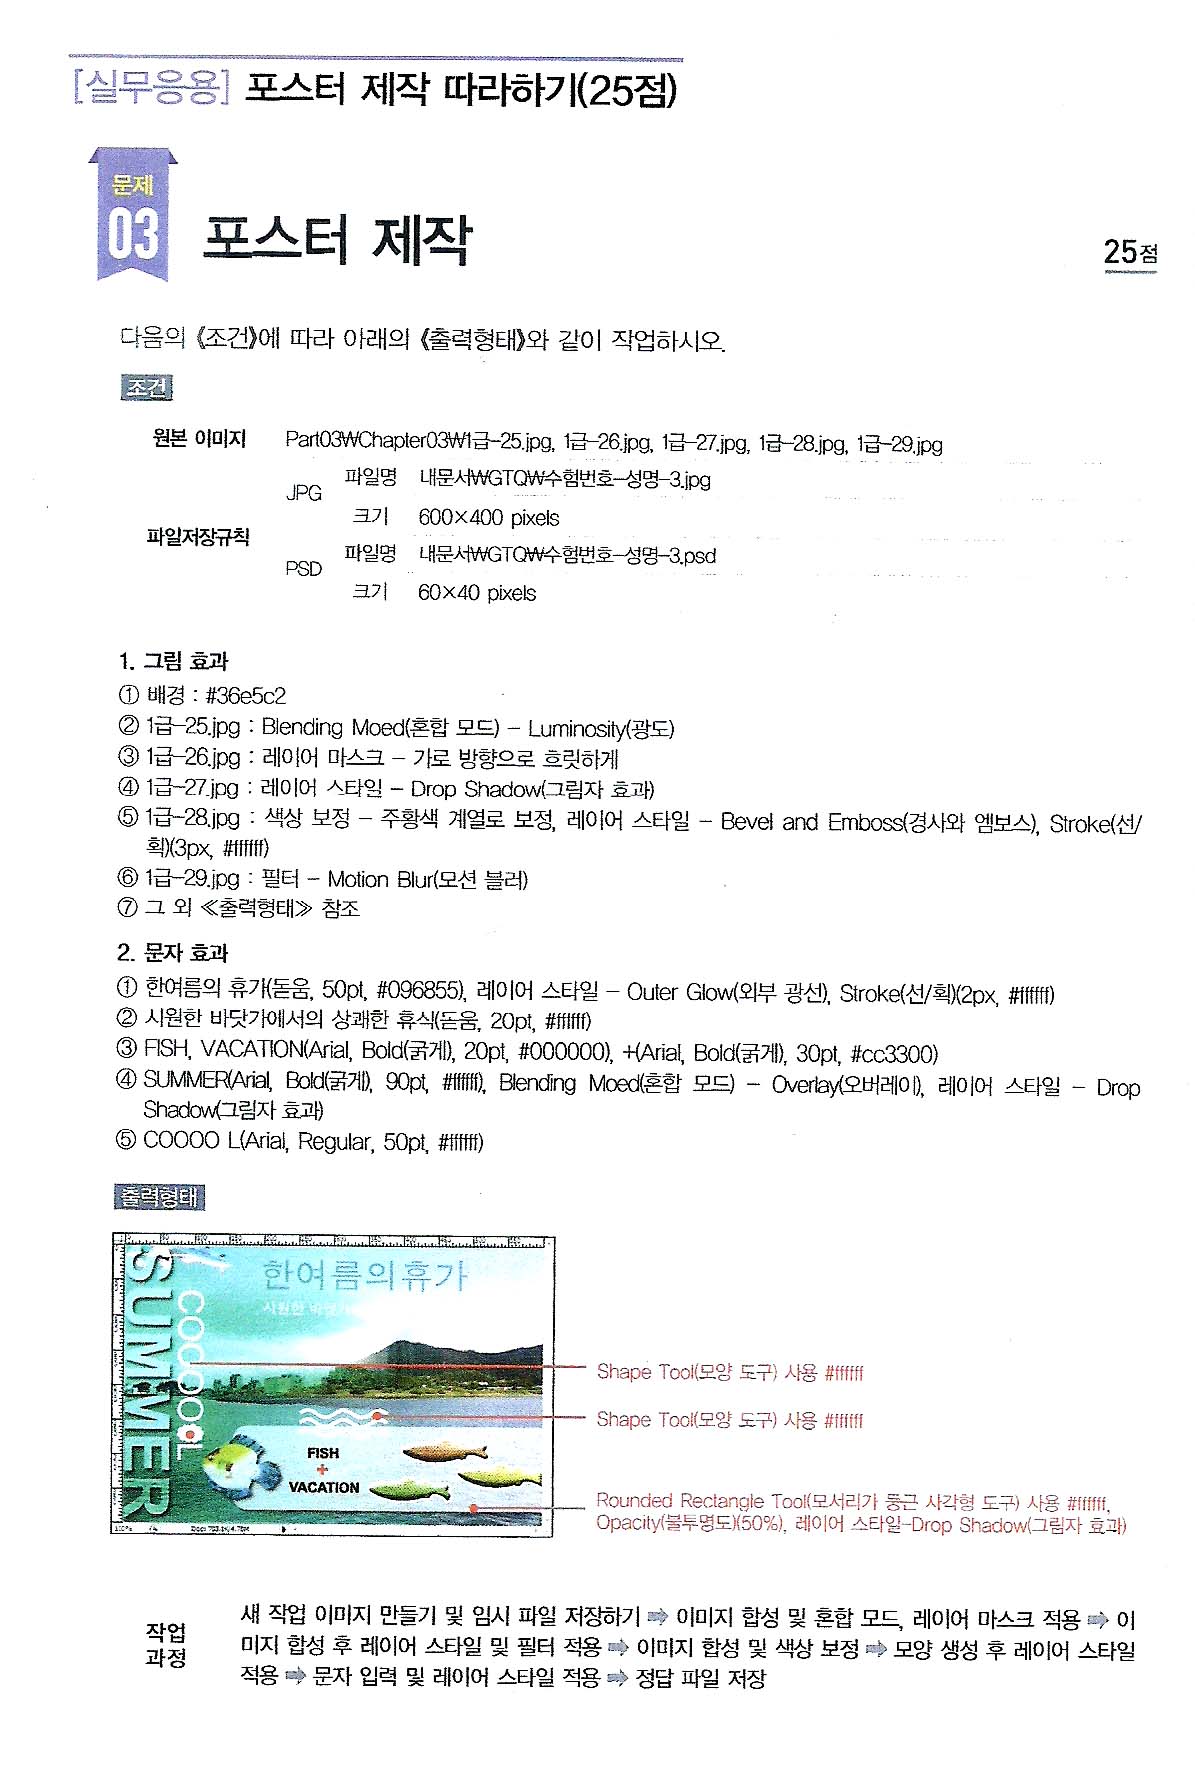 [실무응용] 포스터 제작 따라하기(25점)
문제
03
포스터 제작
25점
다음의 《조건》에 따라 아래의 《출력형태》와 같이 작업하시오.
조건
원본 이미지 Part03₩Chapter03₩1급-25.jpg, 1급-26.jpg, 1급-27.jpg, 1급-28.jpg, 1급-29.jpg
파일저장규칙
JPG
파일명 내문서₩GTQ₩수험번호-성명-3.jpg
크기 600×400 pixels
PSD
파일명 내문서₩GTQ₩수험번호-성명-3.psd
크기 60×40 pixels
1. 그림 효과
① 배경 : #36e5c2
② 1급-25.jpg : Blending Moed(혼합 모드) - Luminosity(광도)
③ 1급-26.jpg : 레이어 마스크 - 가로 방향으로 흐릿하게
④ 1급-27.jpg : 레이어 스타일 - Drop Shadow(그림자 효과)
⑤ 1급-28.jpg : 색상 보정 - 주황색 계열로 보정, 레이어 스타일 - Bevel and Emboss(경사와 엠보스), Stroke(선/
획)(3px, #ffffff)
⑥ 1급-29.jpg : 필터 - Motion Blur(모션 블러)
⑦ 그 외 ≪출력형태≫ 참조
2. 문자 효과
① 한여름의 휴가(돋움, 50pt, #096855), 레이어 스타일 - Outer Glow(외부 광선), Stroke(선/획)(2px, #ffffff)
② 시원한 바닷가에서의 상쾌한 휴식(돋움, 20pt, #ffffff)
③ FISH, VACATION(Arial, Bold(굵게), 20pt, #000000), +(Arial, Bold(굵게), 30pt, #cc3300)
④ SUMMER(Arial, Bold(굵게), 90pt, #ffffff), Blending Moed(혼합 모드) - Overlay(오버레이), 레이어 스타일 - Drop
Shadow(그림자 효과)
⑤ COOOO L(Arial, Regular, 50pt, #ffffff)
출력형태
SUMMER
COOOOL
한여름의휴가
시원한
FISH
+
VACATION
Shape Tool(모양 도구) 사용 #ffffff
Shape Tool(모양 도구) 사용 #ffffff
Rounded Rectangle Tool(모서리가 둥근 사각형 도구) 사용 #ffffff,
Opacity(불투명도)(50%), 레이어 스타일-Drop Shadow(그림자 효과)
작업
과정
새 작업 이미지 만들기 및 임시 파일 저장하기 ➡ 이미지 합성 및 혼합 모드, 레이어 마스크 적용 ➡ 이
미지 합성 후 레이어 스타일 및 필터 적용 ➡ 이미지 합성 및 색상 보정 ➡ 모양 생성 후 레이어 스타일
적용 ➡ 문자 입력 및 레이어 스타일 적용 ➡ 정답 파일 저장